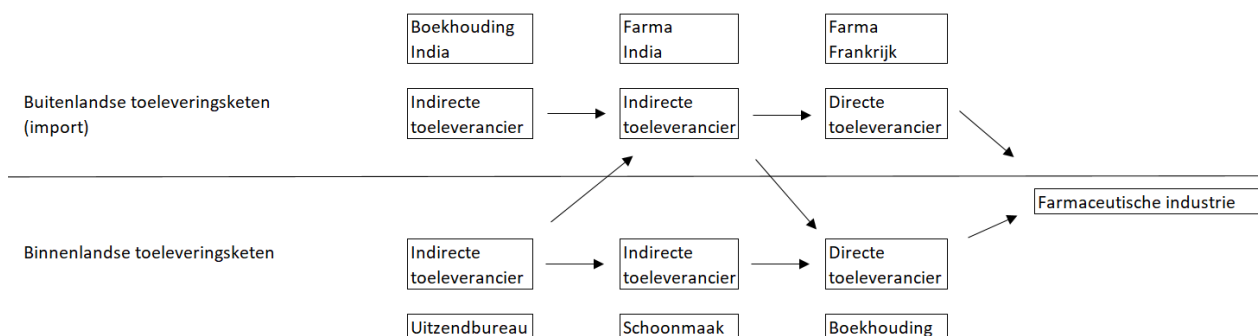 Boekhouding
India
Farma
India
Farma
Frankrijk
Buitenlandse toeleveringsketen
(import)
Indirecte
toeleverancier
Indirecte
toeleverancier
Directe
toeleverancier
Farmaceutische industrie
Binnenlandse toeleveringsketen
Indirecte
toeleverancier
Indirecte
toeleverancier
Directe
toeleverancier
Uitzendbureau
Schoonmaak
Boekhouding